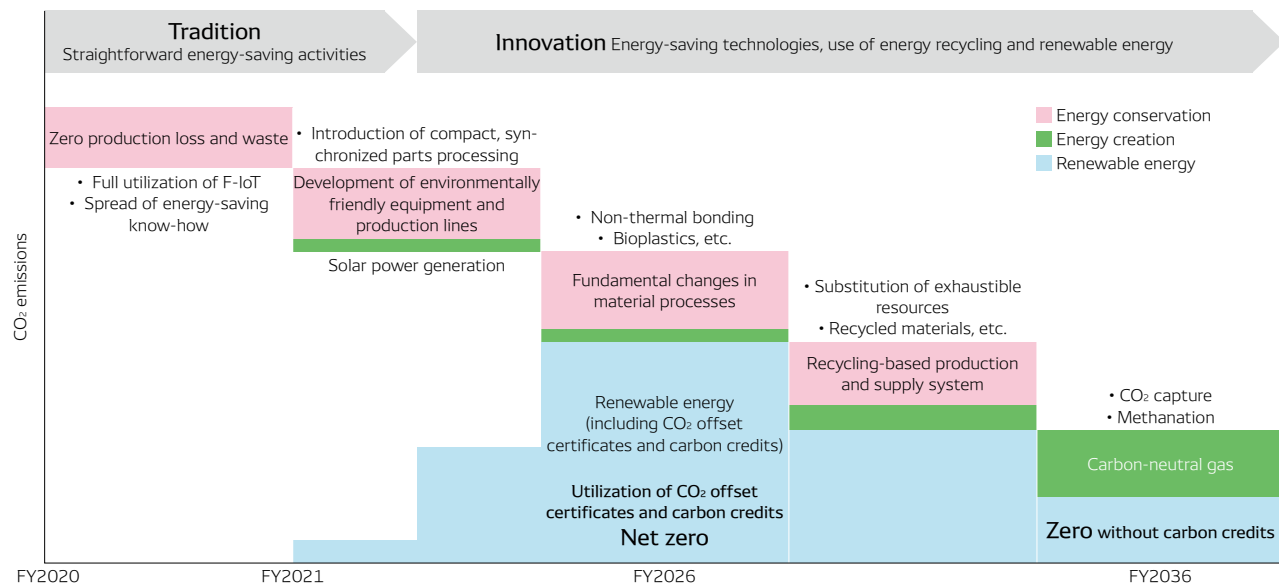 Tradition
Straightforward energy-saving activities
Innovation Energy-saving technologies, use of energy recycling and renewable energy
Energy conservation
Energy creation
Renewable energy
CO₂ emissions
Zero production loss and waste
• Full utilization of F-IoT
• Spread of energy-saving
know-how
• Introduction of compact, syn-
chronized parts processing
Development of environmentally
friendly equipment and
production lines
Solar power generation
• Non-thermal bonding
• Bioplastics, etc.
Fundamental changes in
material processes
Renewable energy
(including CO₂ offset
certificates and carbon credits)
Utilization of CO₂ offset
certificates and carbon credits
Net zero
• Substitution of exhaustible
resources
• Recycled materials, etc.
Recycling-based production
and supply system
• CO₂ capture
• Methanation
Carbon-neutral gas
Zero without carbon credits
FY2020
FY2021
FY2026
FY2036